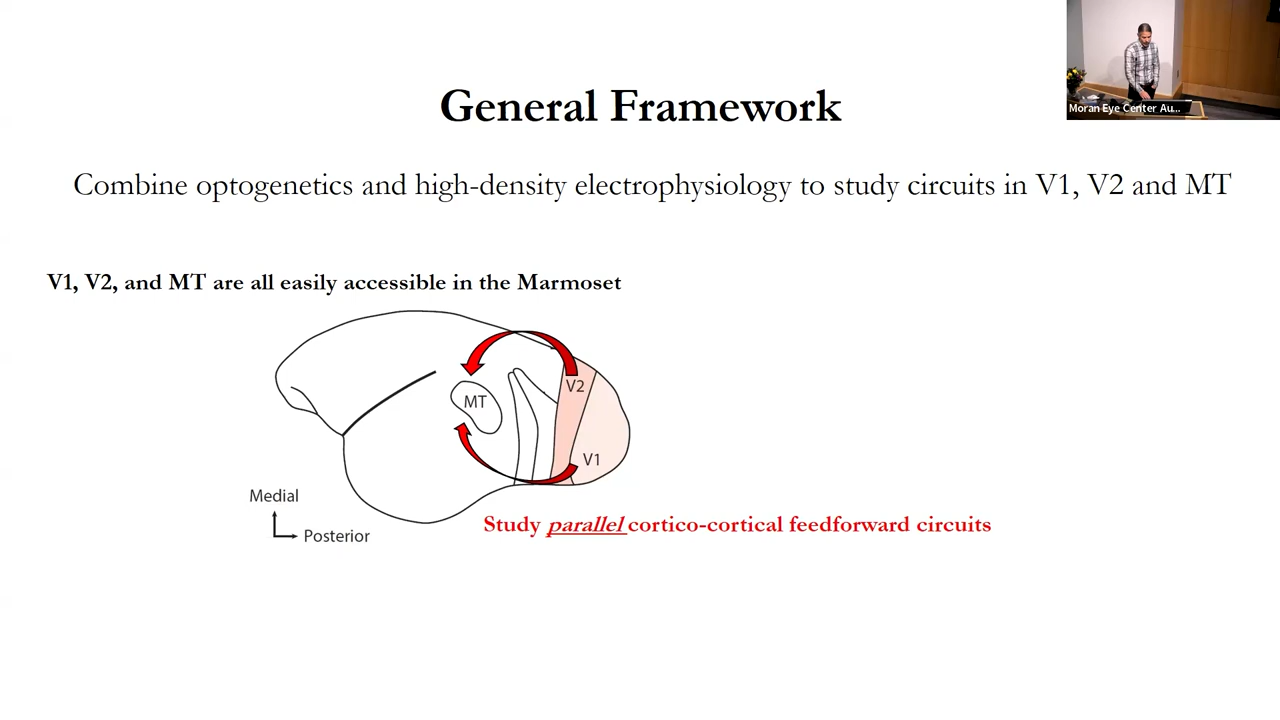 Moran Eye Center Au...
General Framework
Combine optogenetics and high-density electrophysiology to study circuits in V1, V2 and MT
V1, V2, and MT are all easily accessible in the Marmoset
V2
MT
V1
Medial
Posterior
Study parallel cortico-cortical feedforward circuits